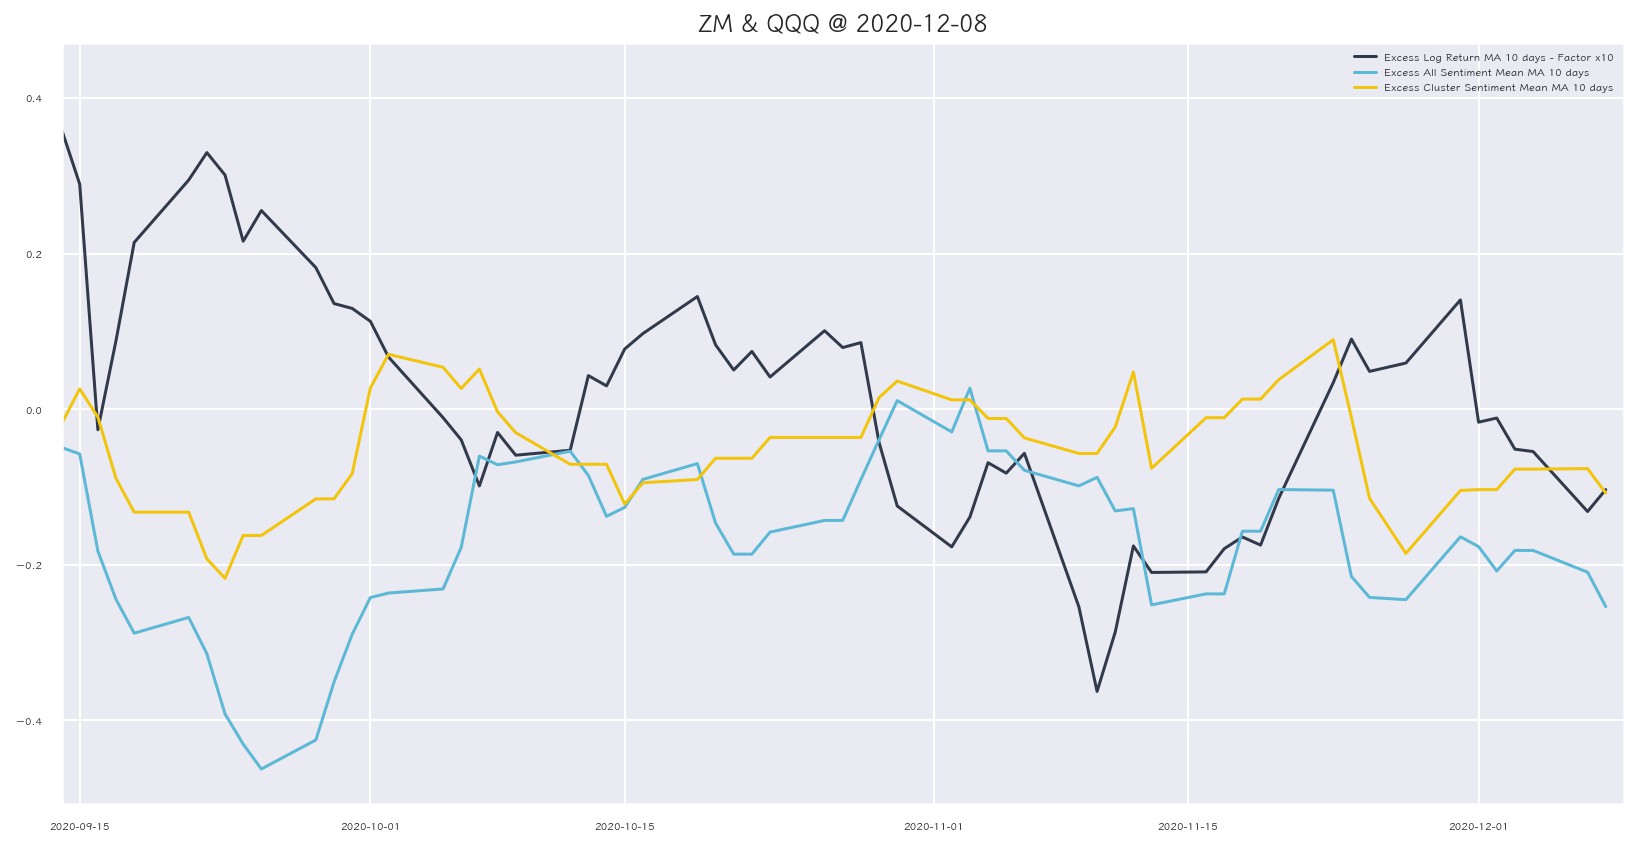 ZM & QQQ @ 2020-12-08
Excess Log Return MA 10 days - Factor x10
Excess All Sentiment Mean MA 10 days
Excess Cluster Sentiment Mean MA 10 days
0.4
0.2
0.0
−0.2
−0.4
2020-09-15 2020-10-01 2020-10-15 2020-11-01 2020-11-15 2020-12-01